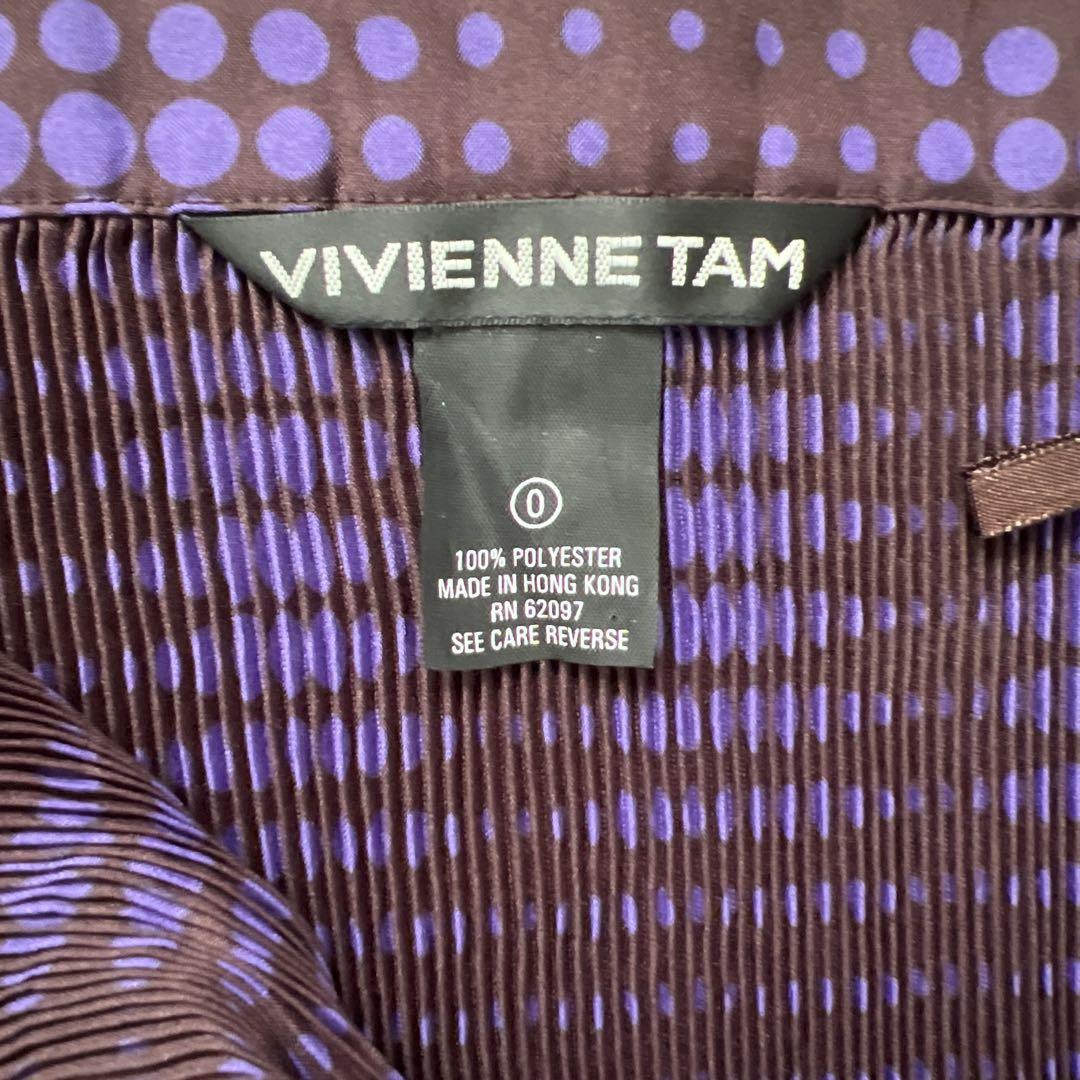 VIVIENNE TAM
0
100% POLYESTER
MADE IN HONG KONG
RN 62097
SEE CARE REVERSE